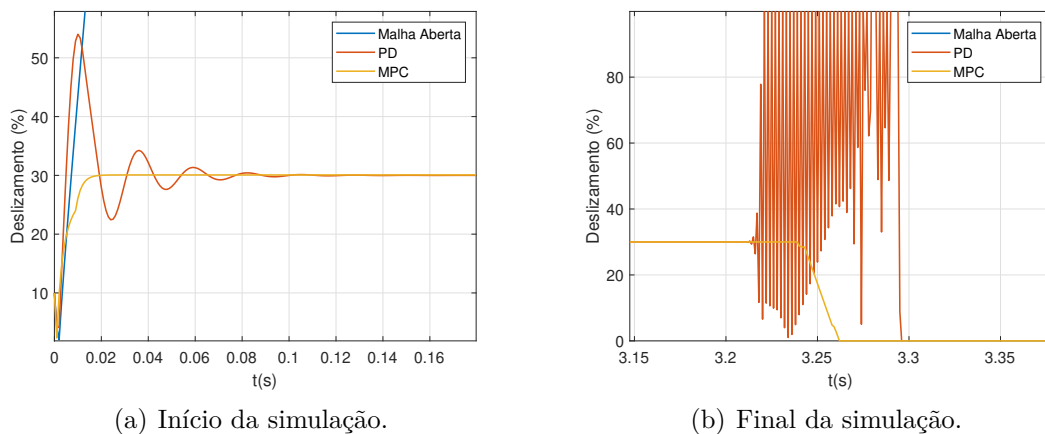 Malha Aberta
PD
MPC
Deslizamento (%)
50
40
30
20
10
0
0.02
0.04
0.06
0.08
0.1
0.12
0.14
0.16
t(s)
(a) Início da simulação.
Malha Aberta
PD
MPC
Deslizamento (%)
80
60
40
20
0
3.15
3.2
3.25
3.3
3.35
t(s)
(b) Final da simulação.